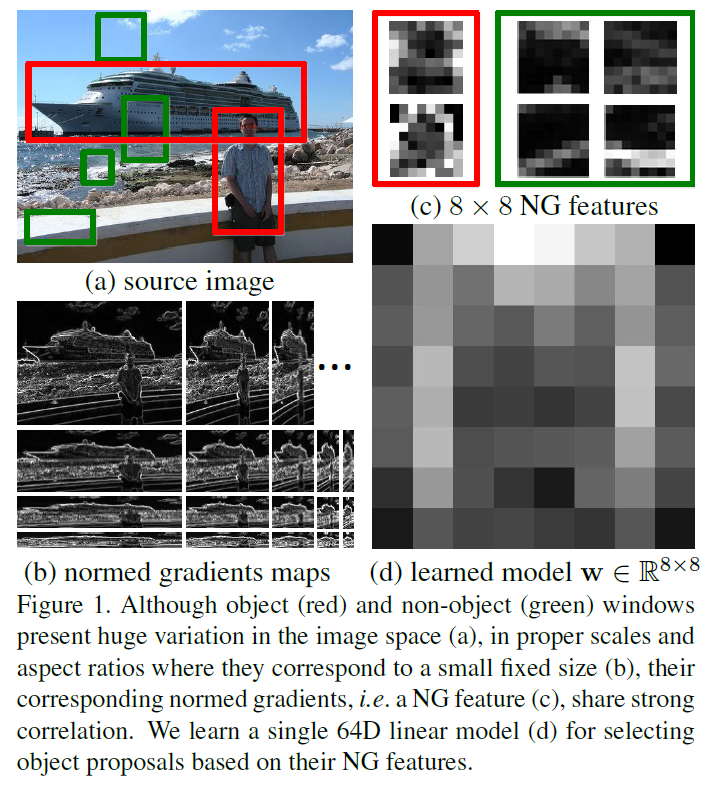 (a) source image
(c) 8 × 8 NG features
(b) normed gradients maps
(d) learned model w ∈ ℝ^{8×8}
Figure 1. Although object (red) and non-object (green) windows
present huge variation in the image space (a), in proper scales and
aspect ratios where they correspond to a small fixed size (b), their
corresponding normed gradients, i.e. a NG feature (c), share strong
correlation. We learn a single 64D linear model (d) for selecting
object proposals based on their NG features.